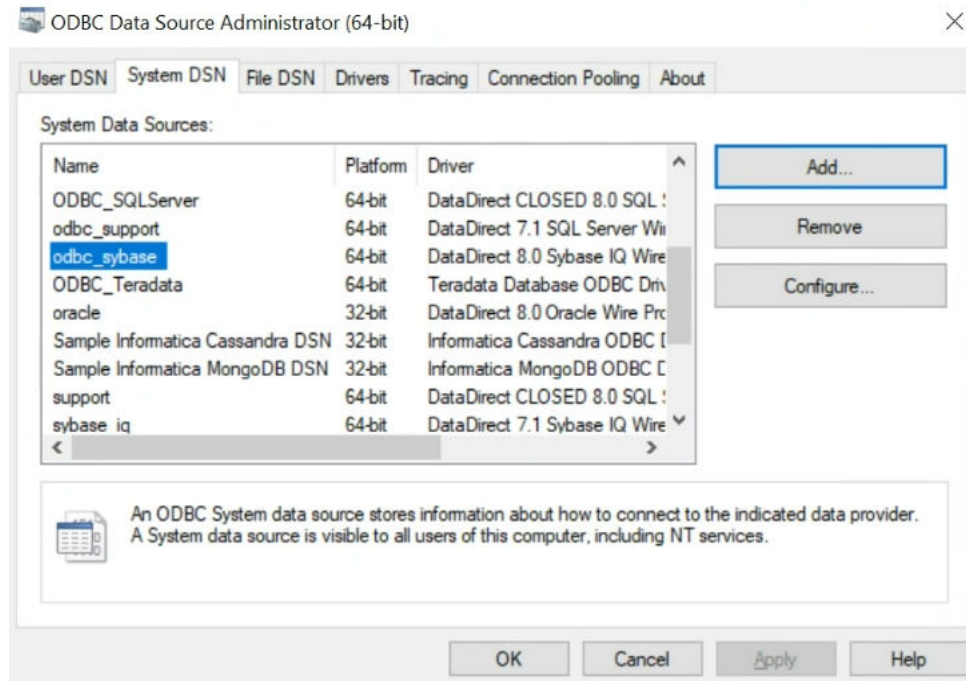 ODBC Data Source Administrator (64-bit)
User DSN System DSN File DSN Drivers Tracing Connection Pooling About
System Data Sources:
Name Platform Driver
ODBC_SQLServer 64-bit DataDirect CLOSED 8.0 SQL
odbc_support 64-bit DataDirect 7.1 SQL Server Wi
odbc_sybase 64-bit DataDirect 8.0 Sybase IQ Wire
ODBC_Teradata 64-bit Teradata Database ODBC Driv
oracle 32-bit DataDirect 8.0 Oracle Wire Pro
Sample Informatica Cassandra DSN 32-bit Informatica Cassandra ODBC
Sample Informatica MongoDB DSN 32-bit Informatica MongoDB ODBC
support 64-bit DataDirect CLOSED 8.0 SQL
sybase_iq 64-bit DataDirect 7.1 Sybase IQ Wire
Add...
Remove
Configure...
An ODBC System data source stores information about how to connect to the indicated data provider.
A System data source is visible to all users of this computer, including NT services.
OK Cancel Apply Help